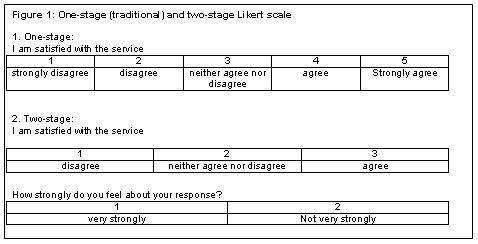 Figure 1: One-stage (traditional) and two-stage Likert scale
1. One-stage:
I am satisfied with the service
1 2 3 4 5
strongly disagree disagree neither agree nor disagree agree Strongly agree
2. Two-stage:
I am satisfied with the service
1 2 3
disagree neither agree nor disagree agree
How strongly do you feel about your response?
1 2
very strongly Not very strongly